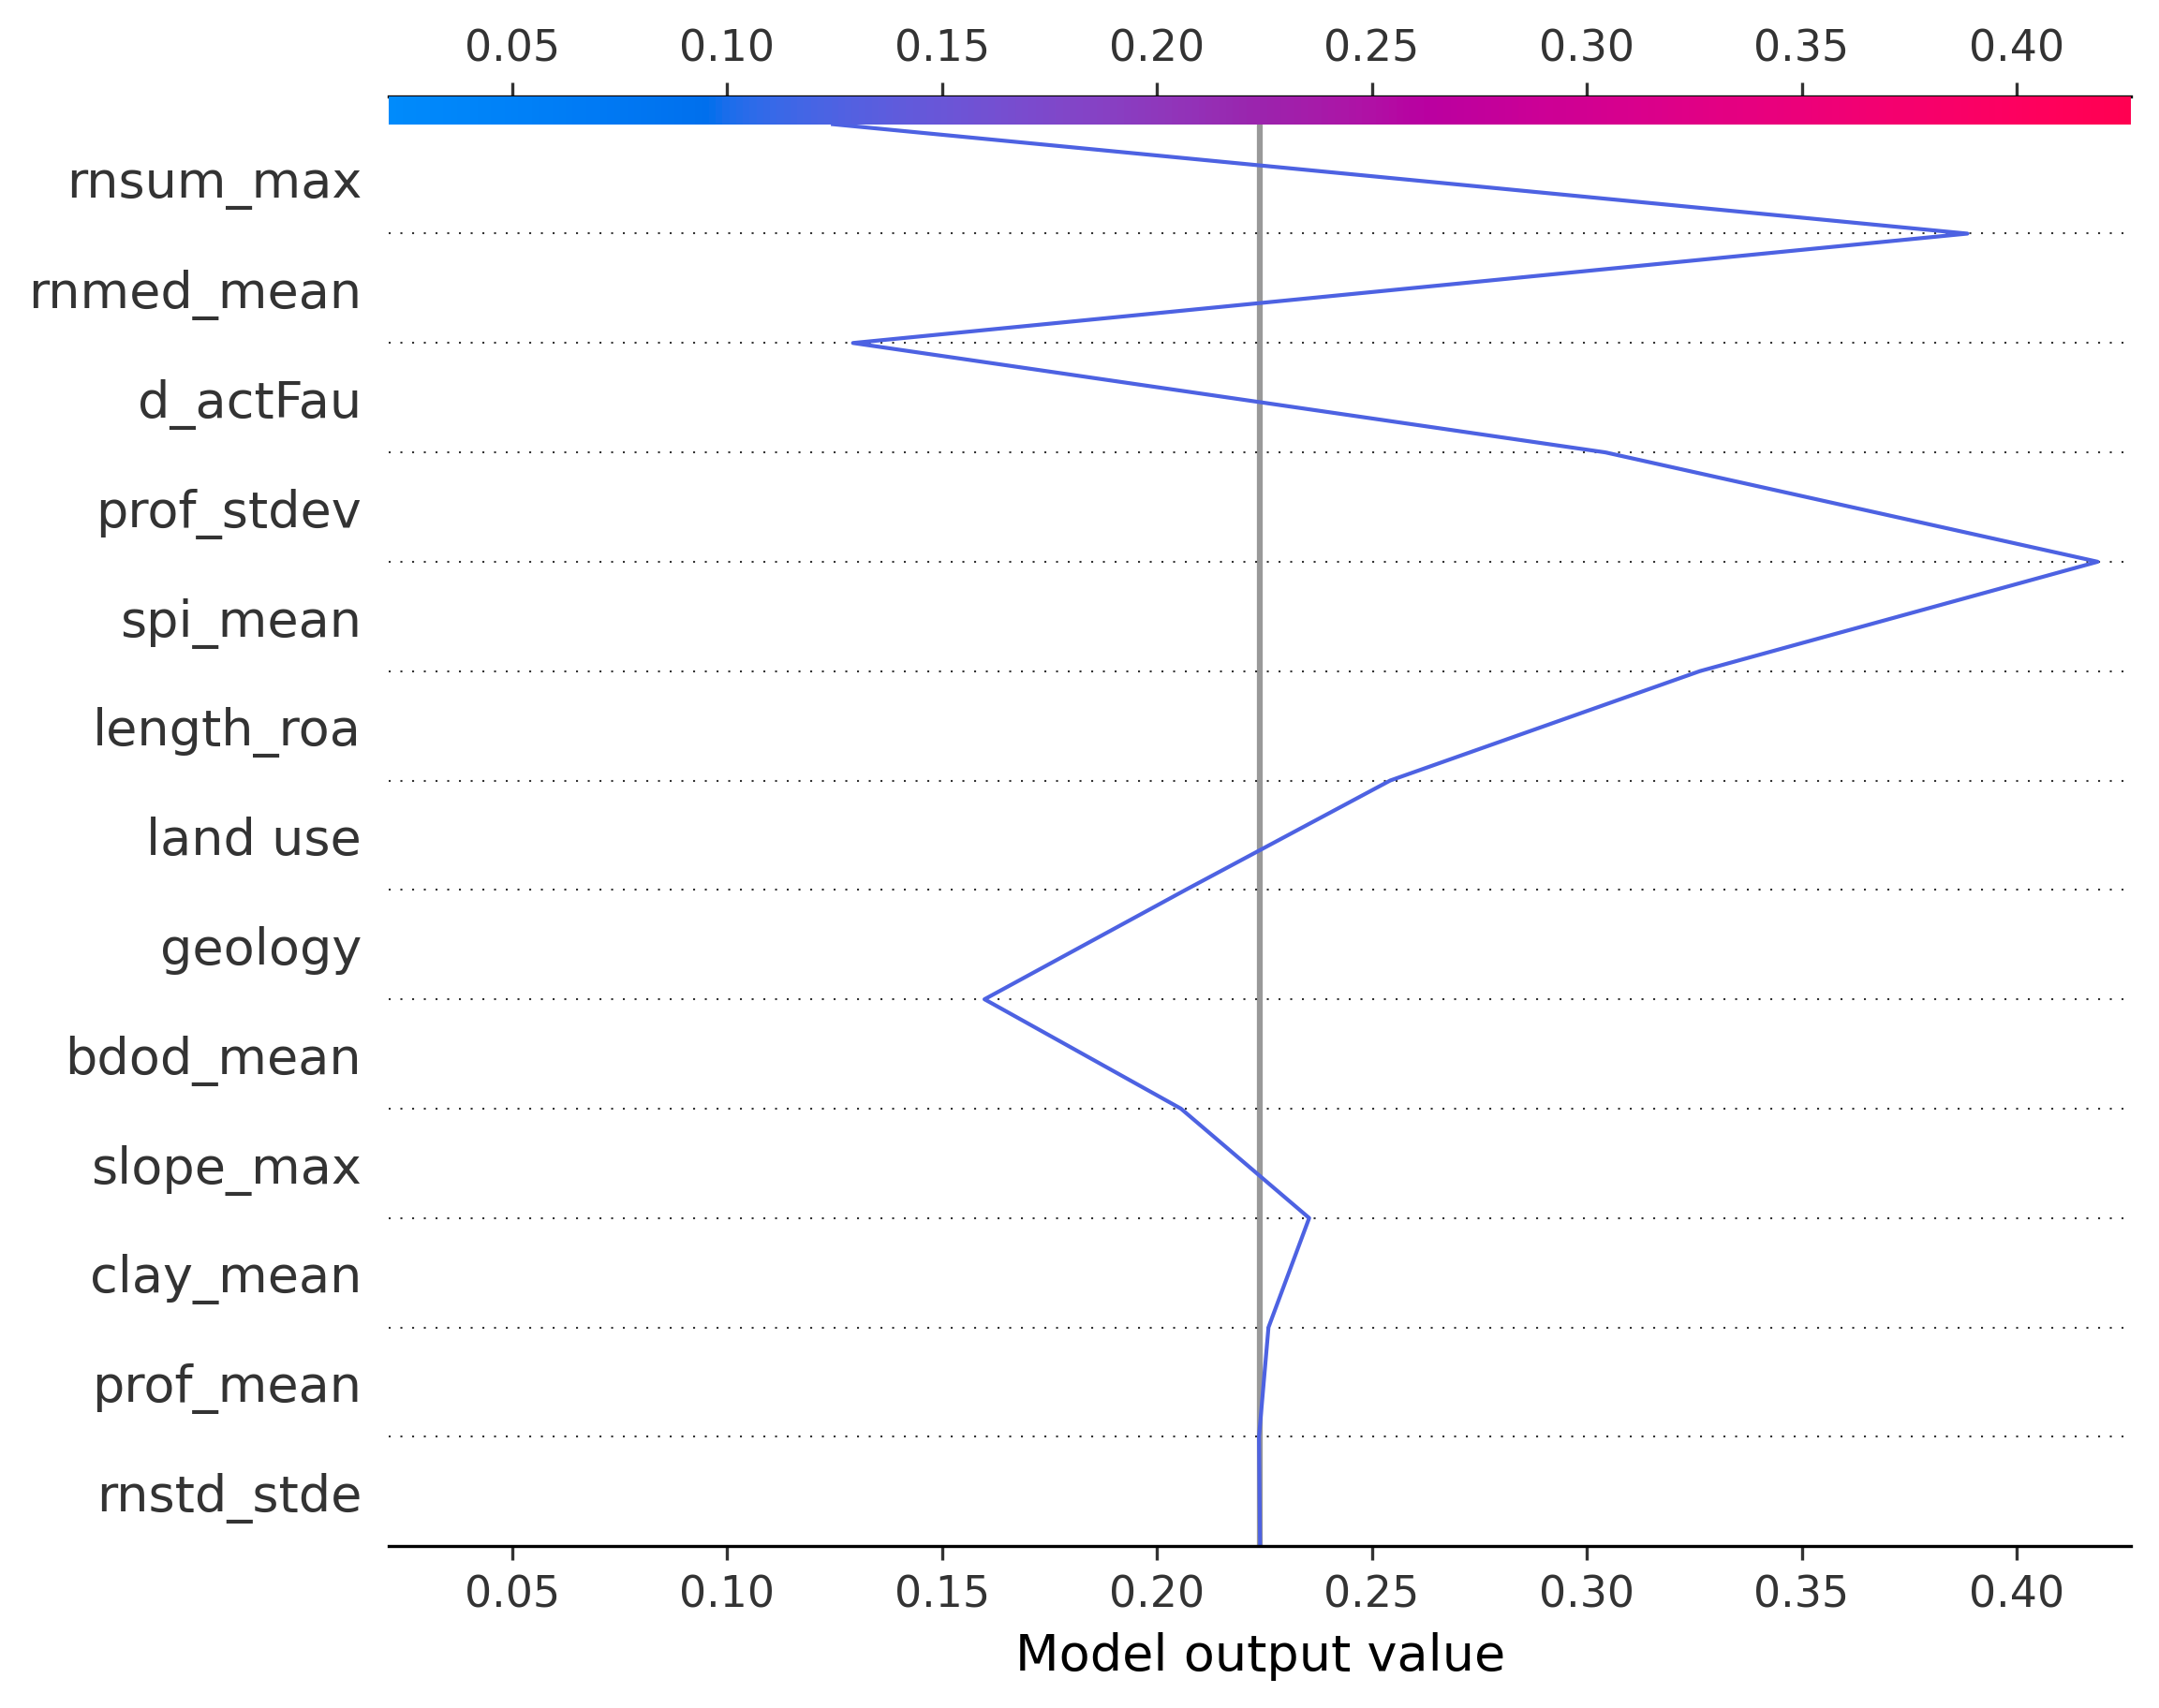 0.05 0.10 0.15 0.20 0.25 0.30 0.35 0.40
rnsum_max
rnmed_mean
d_actFau
prof_stdev
spi_mean
length_roa
land use
geology
bdod_mean
slope_max
clay_mean
prof_mean
rnstd_stde
0.05 0.10 0.15 0.20 0.25 0.30 0.35 0.40
Model output value